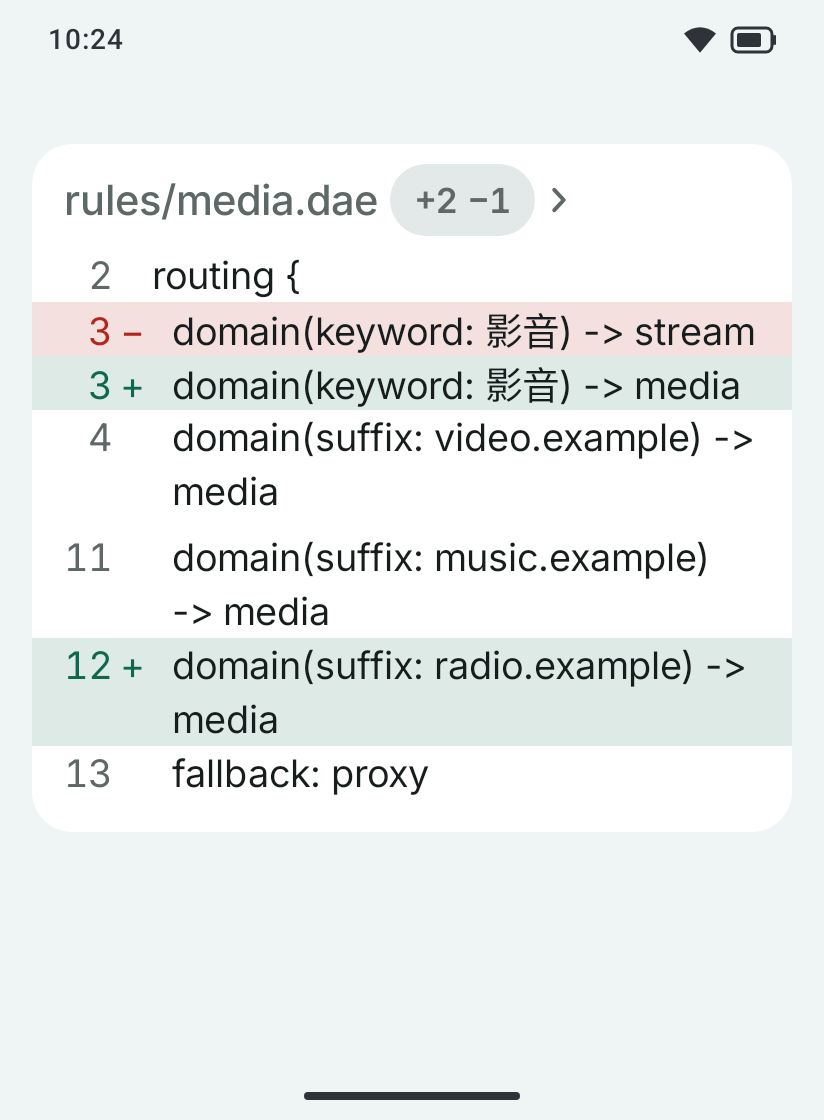 10:24
rules/media.dae +2 −1
2 routing {
3 − domain(keyword: 影音) -> stream
3 + domain(keyword: 影音) -> media
4 domain(suffix: video.example) ->
media
11 domain(suffix: music.example)
-> media
12 + domain(suffix: radio.example) ->
media
13 fallback: proxy